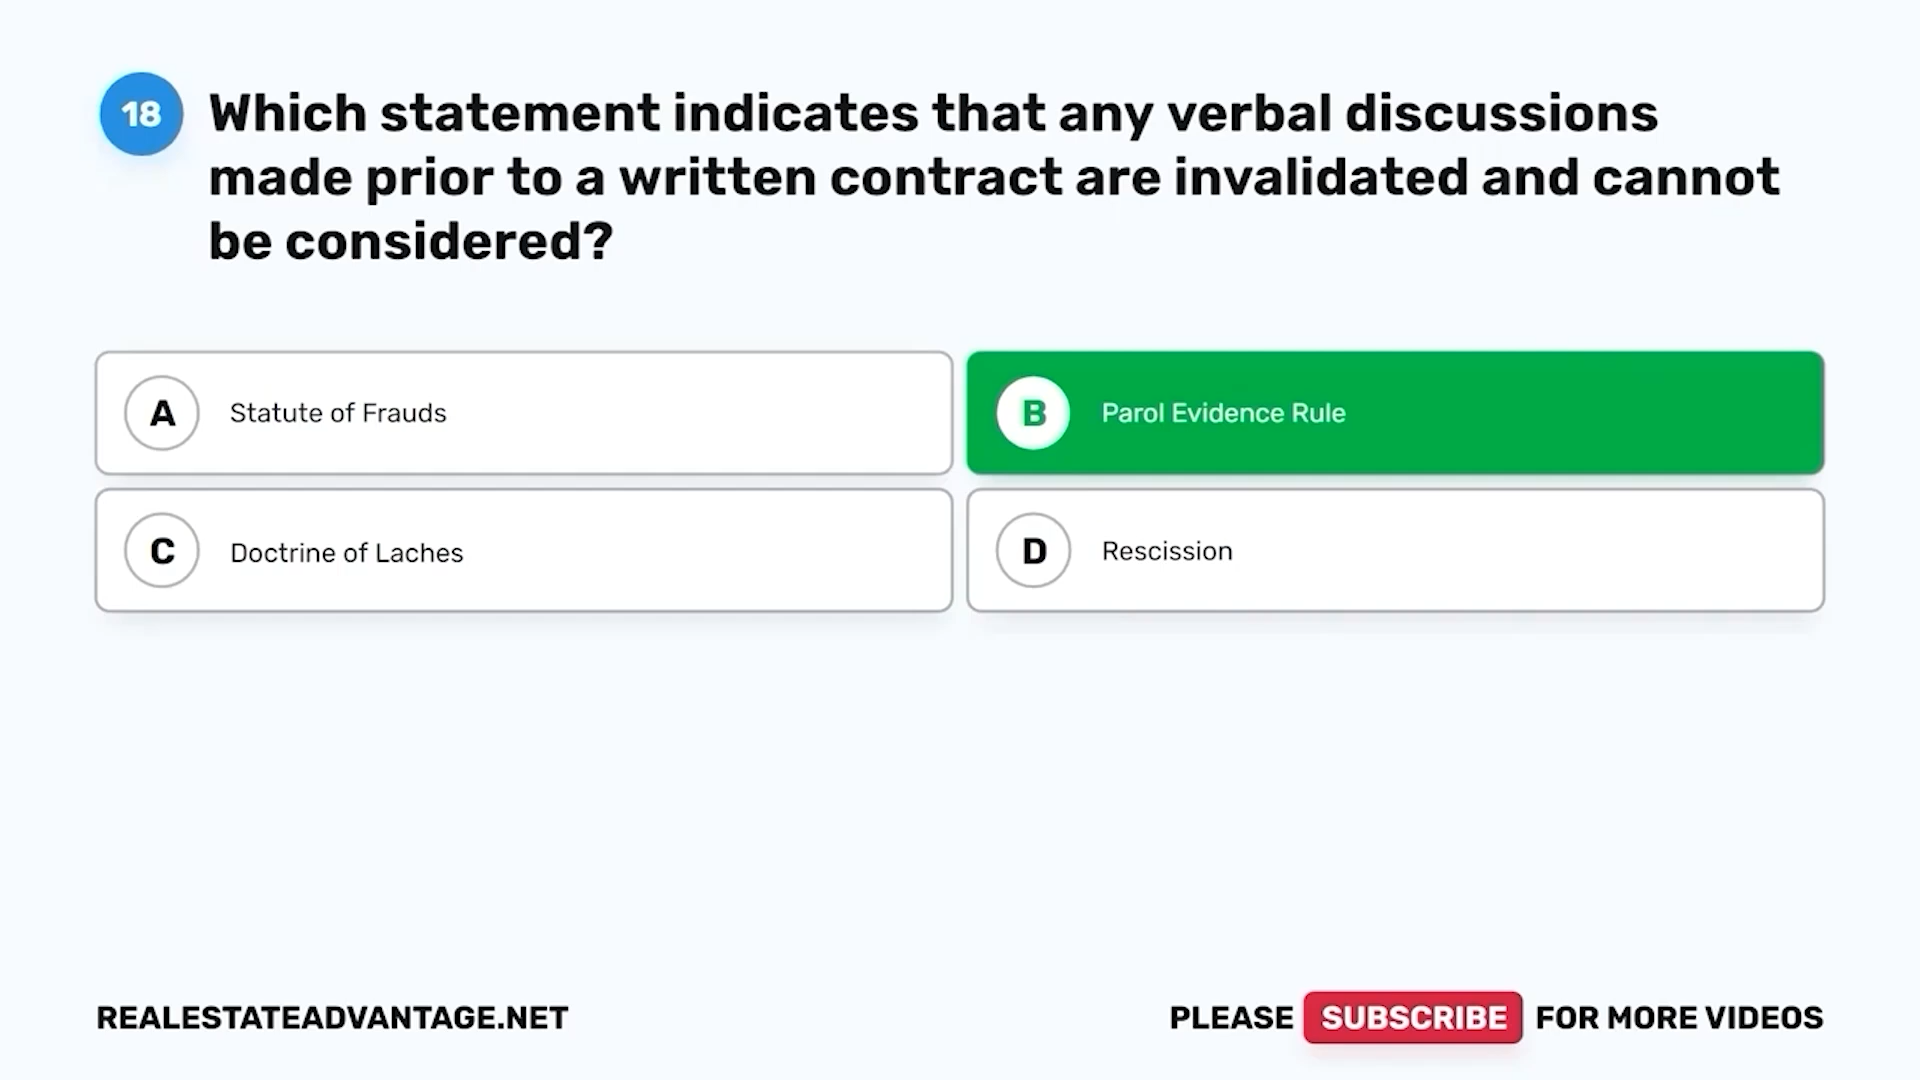 18
Which statement indicates that any verbal discussions
made prior to a written contract are invalidated and cannot
be considered?
A Statute of Frauds
B Parol Evidence Rule
C Doctrine of Laches
D Rescission
REALESTATEADVANTAGE.NET
PLEASE SUBSCRIBE FOR MORE VIDEOS